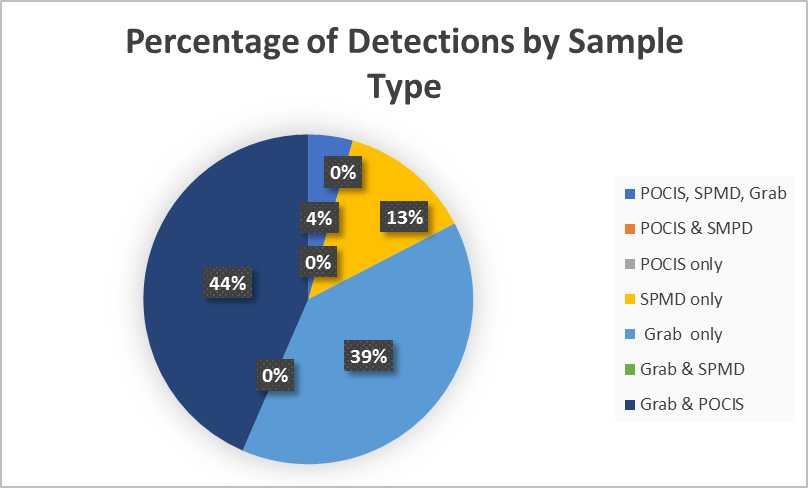 Percentage of Detections by Sample
Type
0%
4%
13%
0%
44%
39%
0%
POCIS, SPMD, Grab
POCIS & SMPD
POCIS only
SPMD only
Grab only
Grab & SPMD
Grab & POCIS